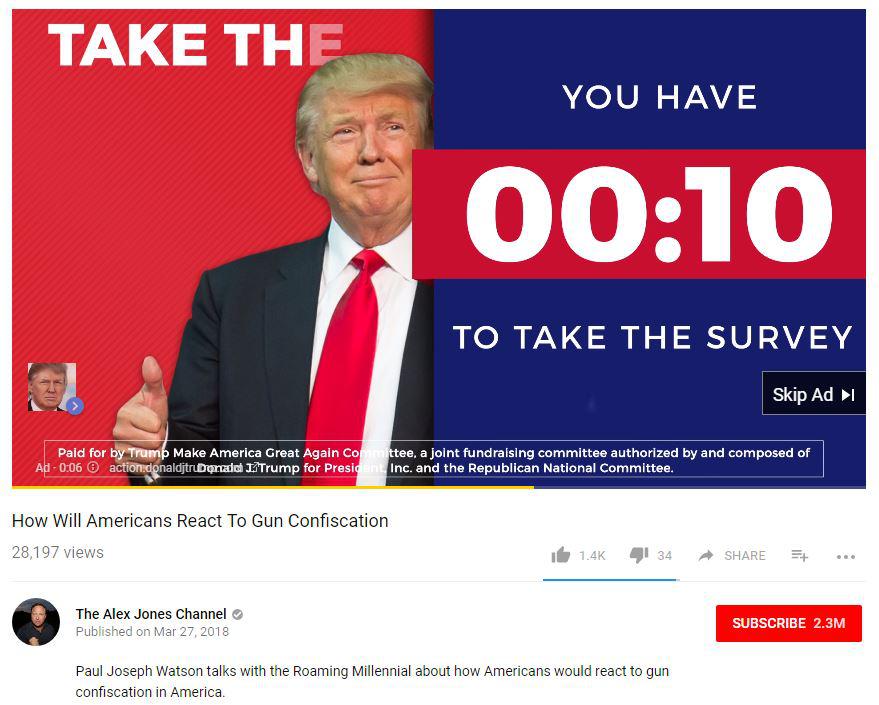 TAKE THE
YOU HAVE
00:10
TO TAKE THE SURVEY
Skip Ad
Paid for by Trump Make America Great Again Committee, a joint fundraising committee authorized by and composed of
Donald J. Trump for President, Inc. and the Republican National Committee.
Ad · 0:06 action.donaldjtrump.com
How Will Americans React To Gun Confiscation
28,197 views
1.4K 34 SHARE
The Alex Jones Channel
Published on Mar 27, 2018
SUBSCRIBE 2.3M
Paul Joseph Watson talks with the Roaming Millennial about how Americans would react to gun
confiscation in America.